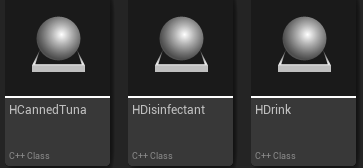 HCannedTuna
HDisinfectant
HDrink
C++ Class
C++ Class
C++ Class